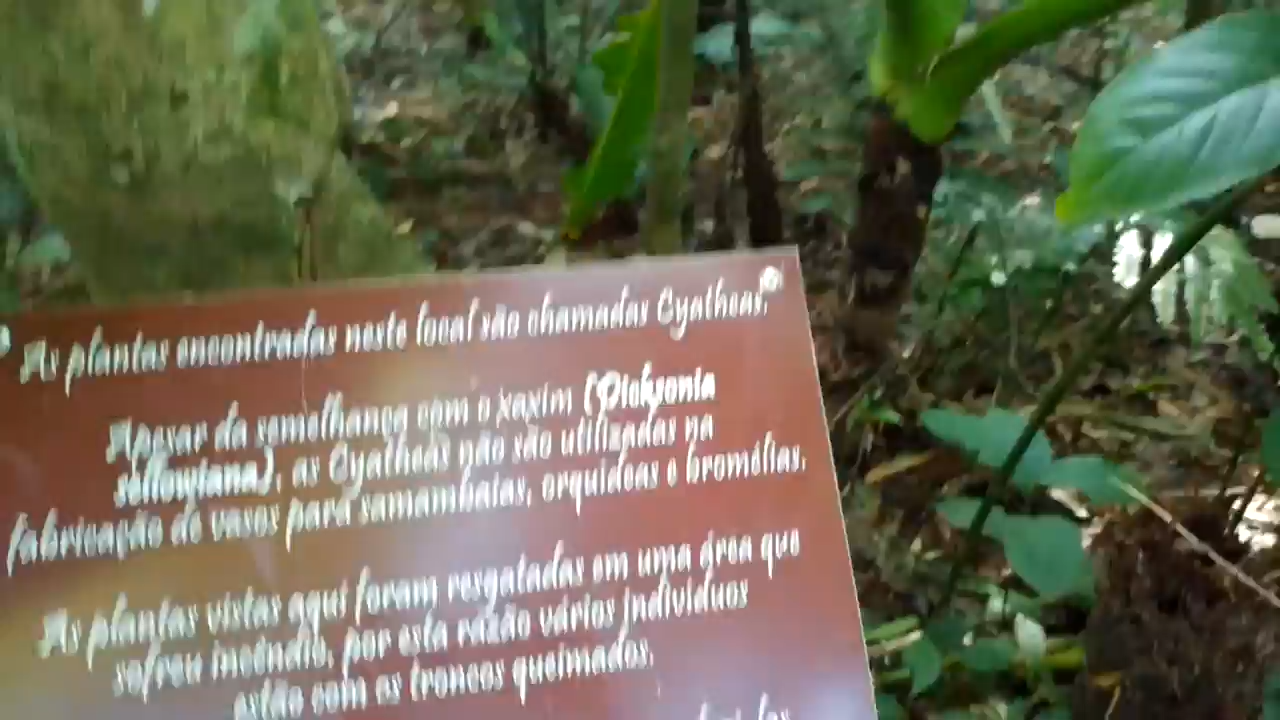 As plantas encontradas neste local são chamadas Cyatheas.
Apesar da semelhança com o xaxim (Dicksonia
sellowiana), as Cyatheas não são utilizadas na
fabricação de vasos para samambaias, orquídeas e bromélias.
As plantas vistas aqui foram resgatadas em uma área que
sofreu incêndio, por esta razão vários indivíduos
estão com os troncos queimados.